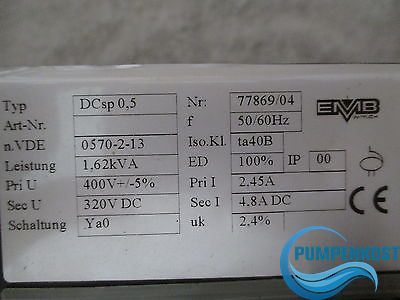 Typ DCsp 0,5 Nr: 77869/04 EMB
Art-Nr. f 50/60Hz
n.VDE 0570-2-13 Iso.Kl. ta40B
Leistung 1,62kVA ED 100% IP 00
Pri U 400V+/-5% Pri I 2.45A
Sec U 320V DC Sec I 4.8A DC CE
Schaltung Ya0 uk 2,4%
PUMPENKOST